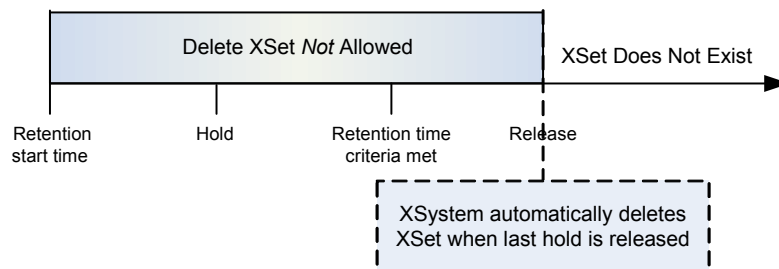 Delete XSet Not Allowed
XSet Does Not Exist
Retention
start time
Hold
Retention time
criteria met
Release
XSystem automatically deletes
XSet when last hold is released